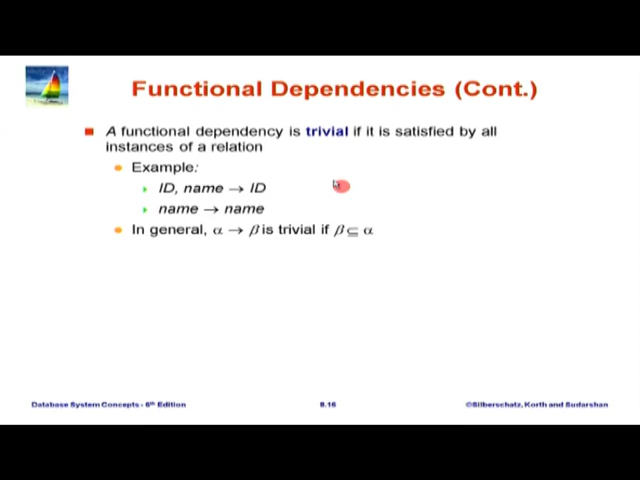 Functional Dependencies (Cont.)
A functional dependency is trivial if it is satisfied by all
instances of a relation
Example:
ID, name → ID
name → name
In general, α → β is trivial if β ⊆ α
Database System Concepts - 6th Edition
8.16
©Silberschatz, Korth and Sudarshan